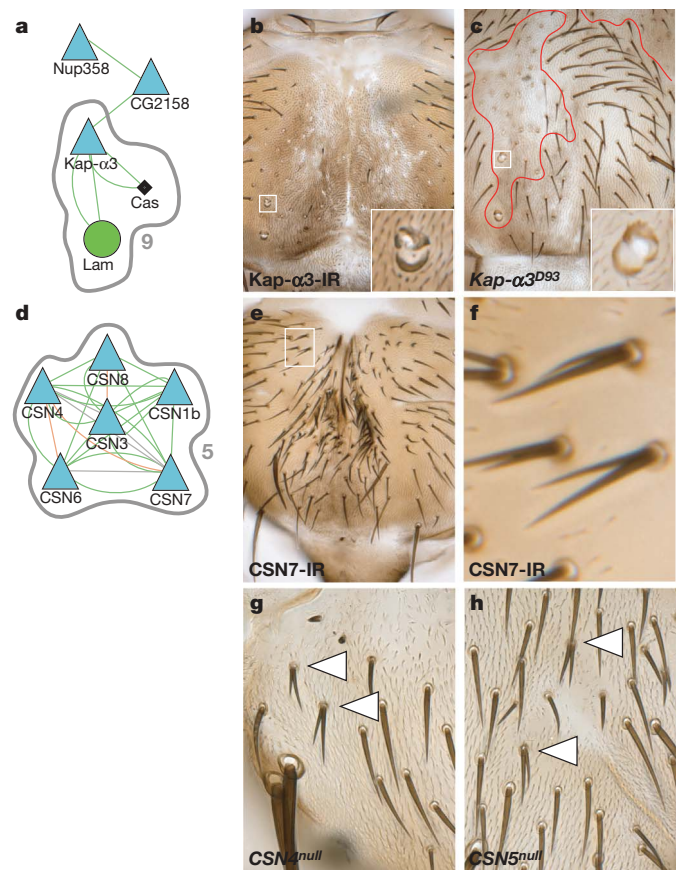 a
Nup358
CG2158
Kap-α3
Cas
Lam
9
b
Kap-α3-IR
c
Kap-α3D93
d
CSN8
CSN4
CSN1b
CSN3
CSN6
CSN7
5
e
CSN7-IR
f
CSN7-IR
g
CSN4null
h
CSN5null